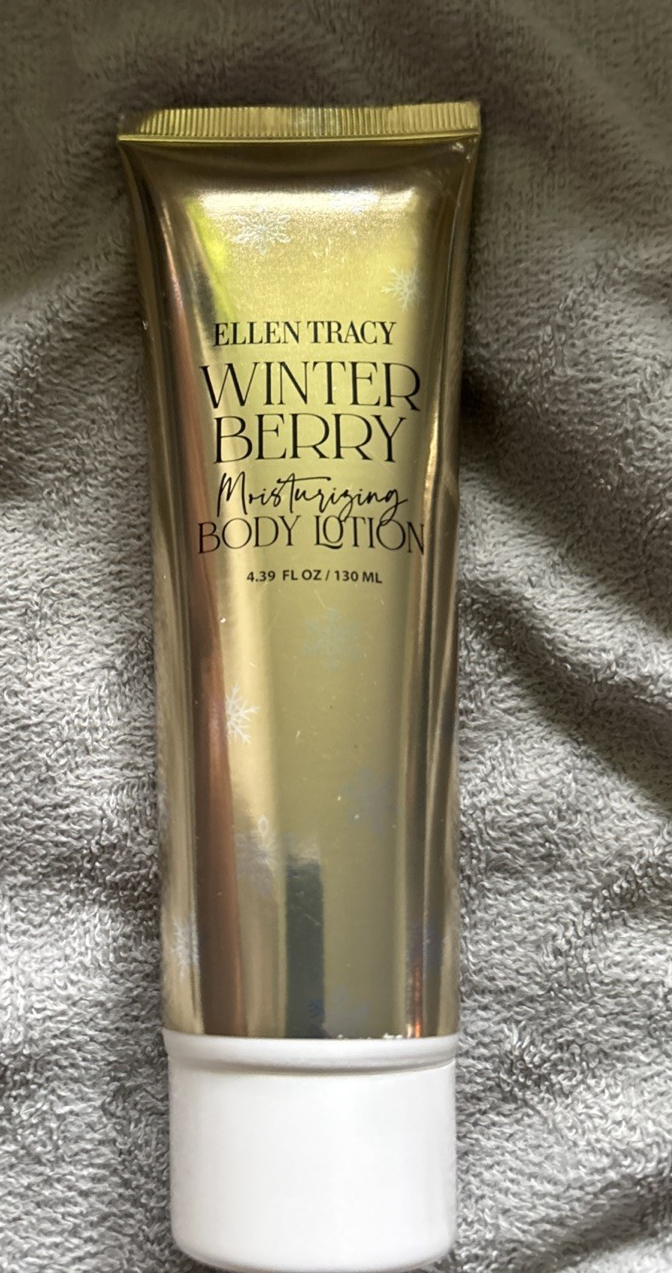 ELLEN TRACY
WINTER
BERRY
Moisturizing
BODY LOTION
4.39 FL OZ / 130 ML